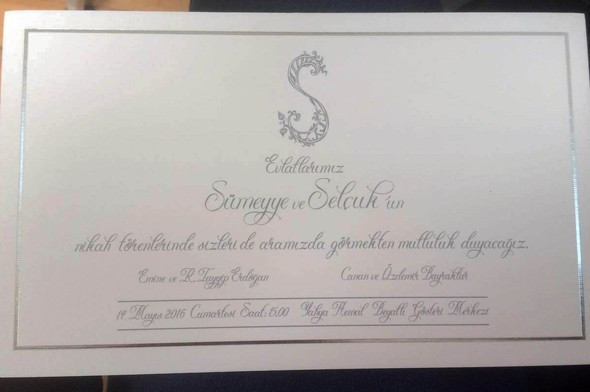 S
Evlatlarımız
Sümeyye ve Selçuk'un
nikah törenlerinde sizleri de aramızda görmekten mutluluk duyacağız.
Emine ve R. Tayyip Erdoğan Canan ve Özdemir Bayraktar
14 Mayıs 2016 Cumartesi Saat: 15.00 Yahya Kemal Beyatlı Gösteri Merkezi